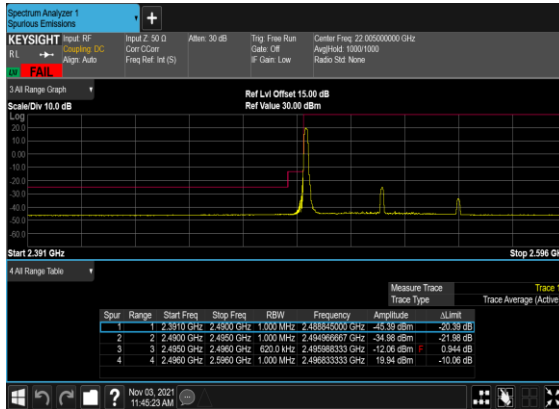 Spectrum Analyzer 1
Spurious Emissions
+
KEYSIGHT Input: RF Input Z: 50 Ω Atten: 30 dB Trig: Free Run Center Freq: 22.005000000 GHz
RL Coupling: DC Corr CCorr Gate: Off Avg|Hold: 1000/1000
Align: Auto Freq Ref: Int (S) IF Gain: Low Radio Std: None
FAIL
3 All Range Graph
Ref Lvl Offset 15.00 dB
Scale/Div 10.0 dB Ref Value 30.00 dBm
Log
20.0
10.0
0.00
-10.0
-20.0
-30.0
-40.0
-50.0
-60.0
Start 2.391 GHz Stop 2.596 GH
4 All Range Table
Measure Trace Trace 1
Trace Type Trace Average (Active
Spur Range Start Freq Stop Freq RBW Frequency Amplitude ΔLimit
1 1 2.3910 GHz 2.4900 GHz 1.000 MHz 2.488845000 GHz -45.39 dBm -20.39 dB
2 2 2.4900 GHz 2.4950 GHz 1.000 MHz 2.494966667 GHz -34.98 dBm -21.98 dB
3 3 2.4950 GHz 2.4960 GHz 620.0 kHz 2.495988333 GHz -12.06 dBm F 0.944 dB
4 4 2.4960 GHz 2.5960 GHz 1.000 MHz 2.496833333 GHz 19.94 dBm -10.06 dB
?
Nov 03, 2021
11:45:23 AM